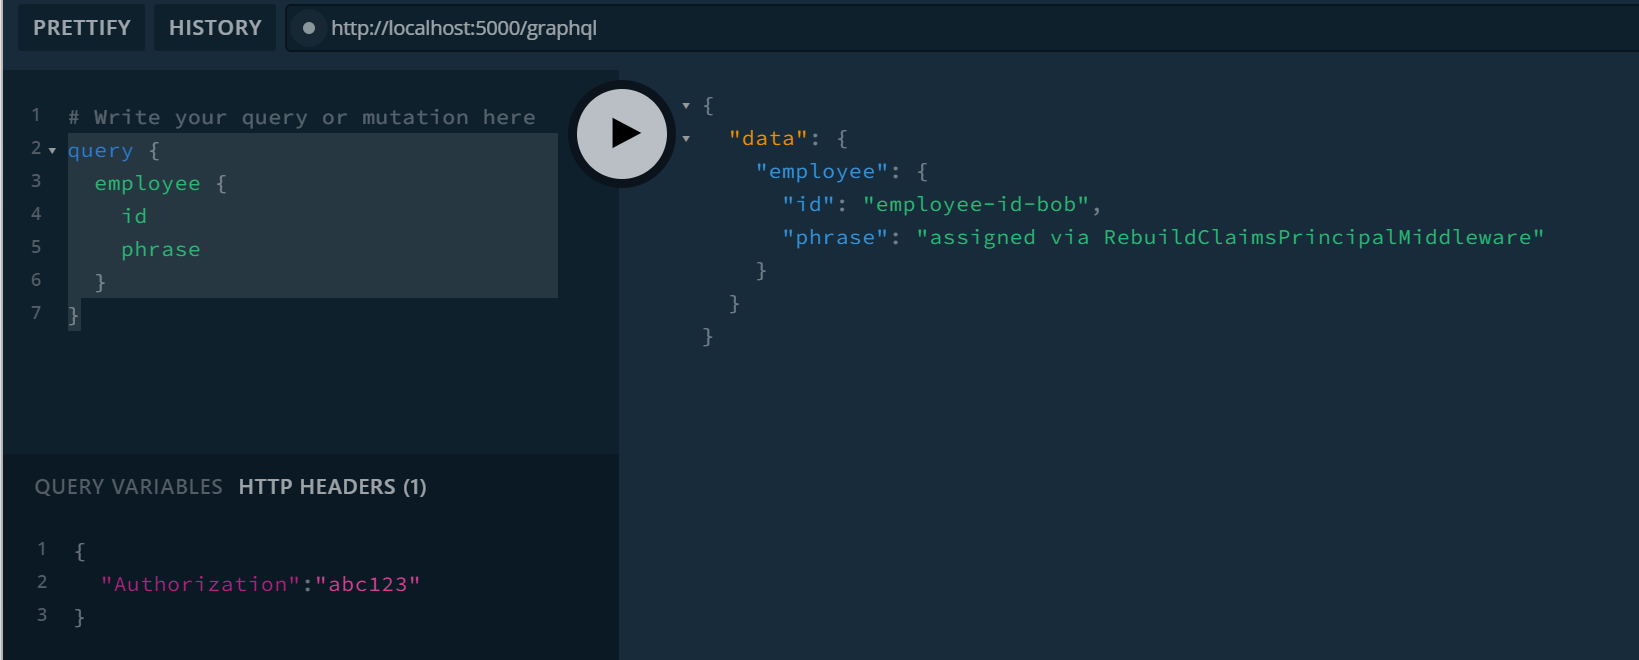 PRETTIFY HISTORY http://localhost:5000/graphql
1 # Write your query or mutation here
2 query {
3 employee {
4 id
5 phrase
6 }
7 }
{
"data": {
"employee": {
"id": "employee-id-bob",
"phrase": "assigned via RebuildClaimsPrincipalMiddleware"
}
}
}
QUERY VARIABLES HTTP HEADERS (1)
1 {
2 "Authorization":"abc123"
3 }